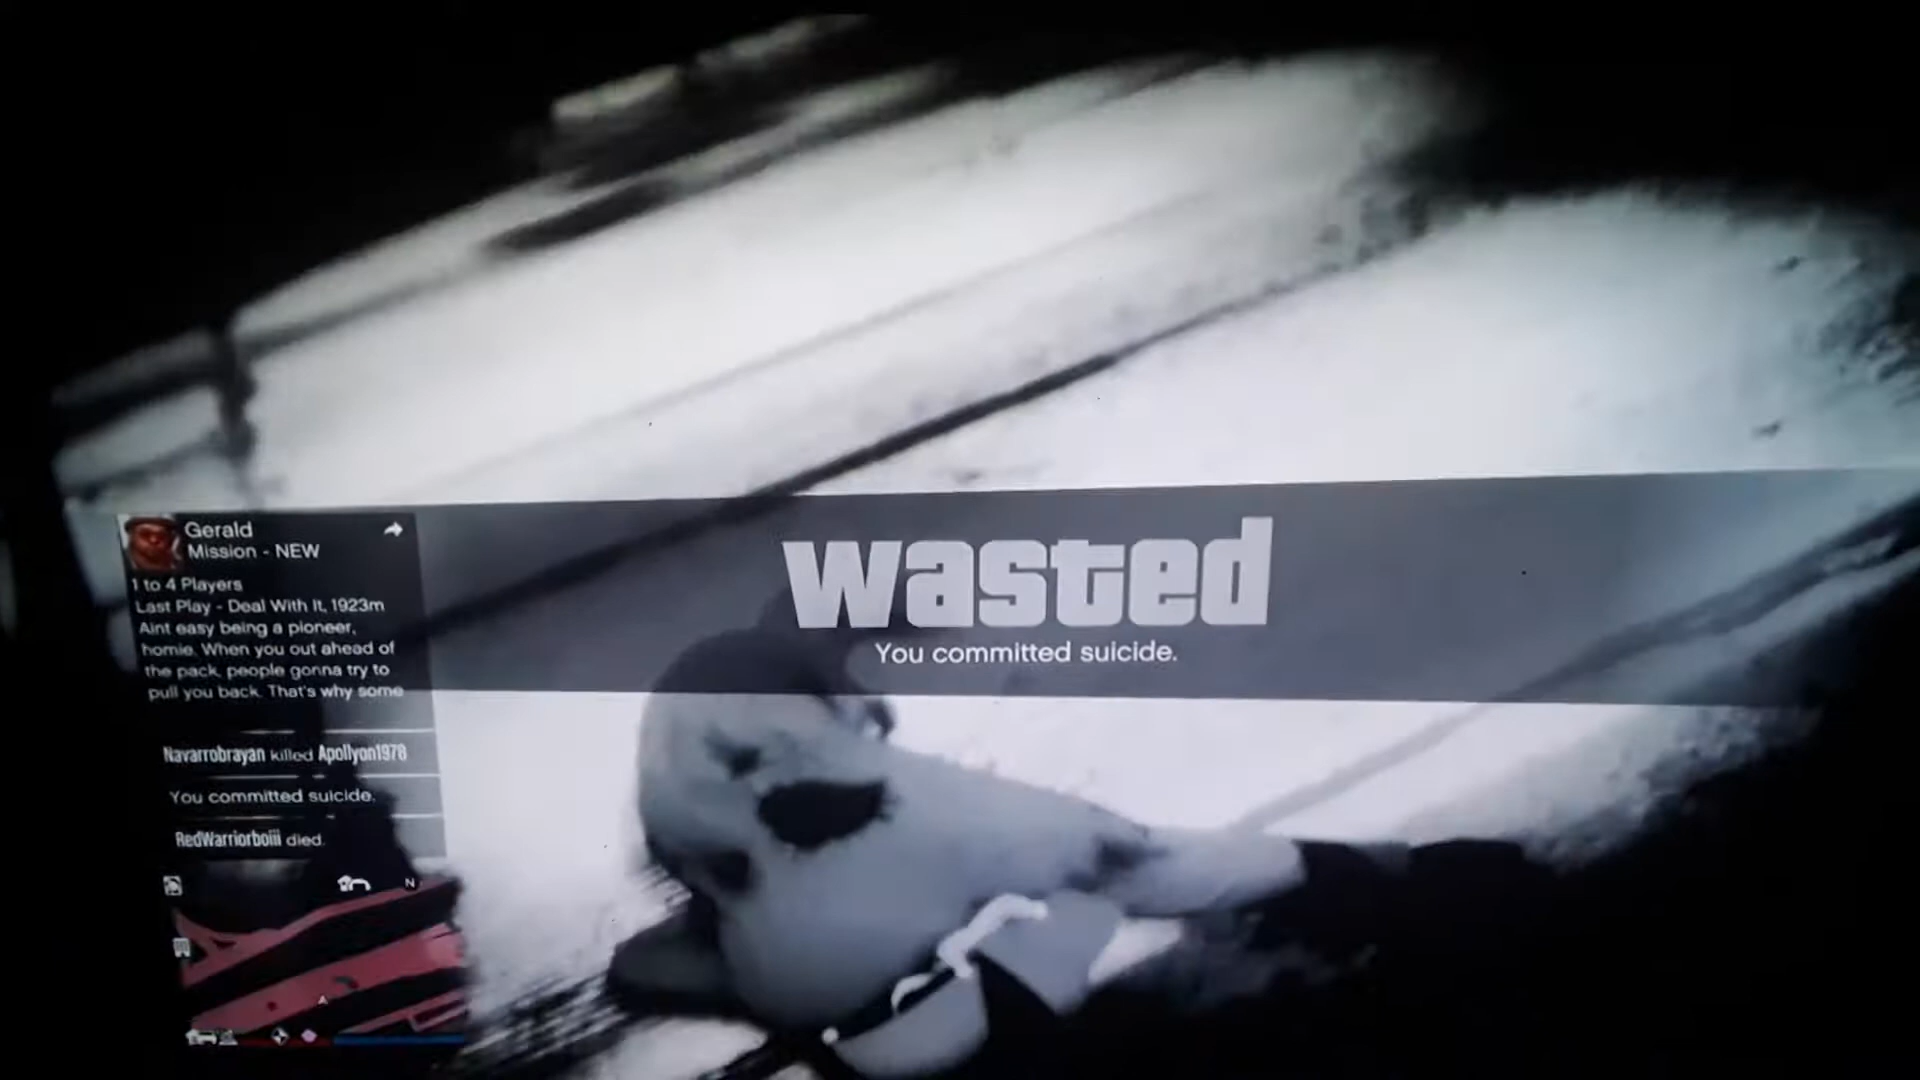 Gerald
Mission - NEW
1 to 4 Players
Last Play - Deal With It, 1923m
Aint easy being a pioneer,
homie. When you out ahead of
the pack, people gonna try to
pull you back. That's why some
Navarrobrayan killed Apollyon1978
You committed suicide.
RedWarriorboiii died.
N
wasted
You committed suicide.